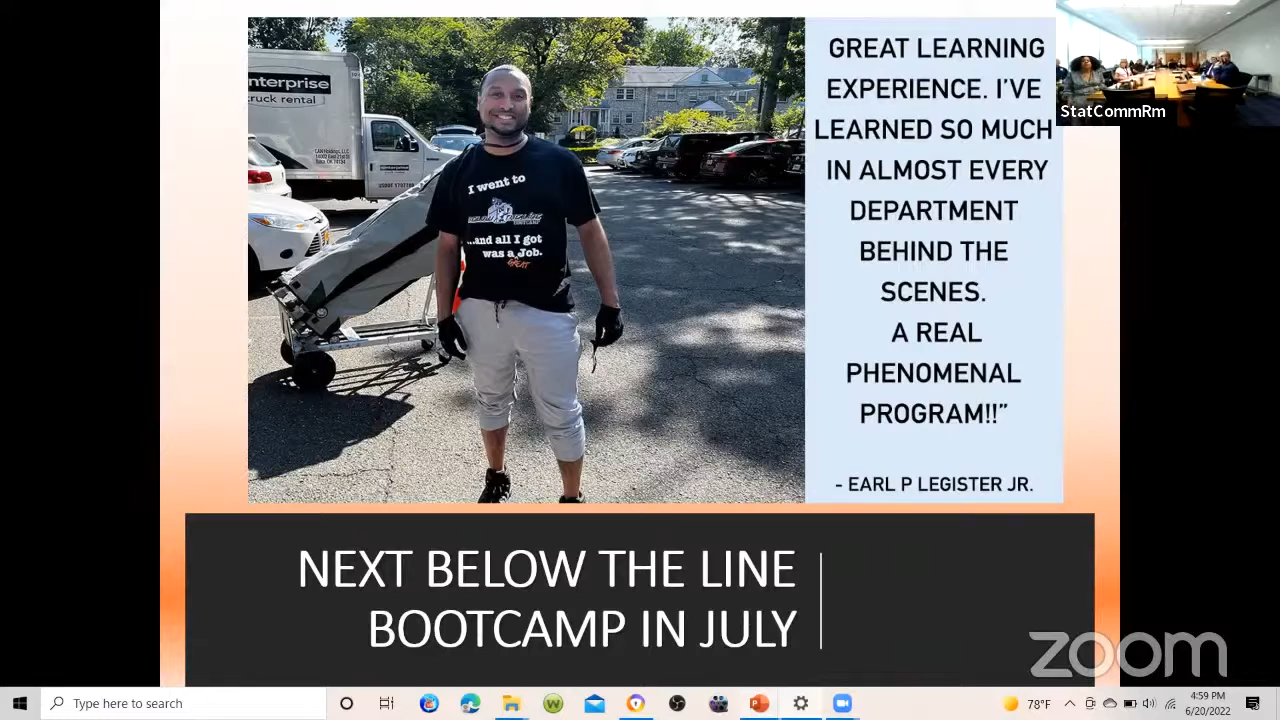 GREAT LEARNING
EXPERIENCE. I'VE
LEARNED SO MUCH
IN ALMOST EVERY
DEPARTMENT
BEHIND THE
SCENES.
A REAL
PHENOMENAL
PROGRAM!!”
- EARL P LEGISTER JR.
StatCommRm
nterprise
truck rental
I went to
BOOTCAMP
...and all I got
was a Job.
GREAT
NEXT BELOW THE LINE
BOOTCAMP IN JULY
zoom
Type here to search
78°F
4:59 PM
6/20/2022